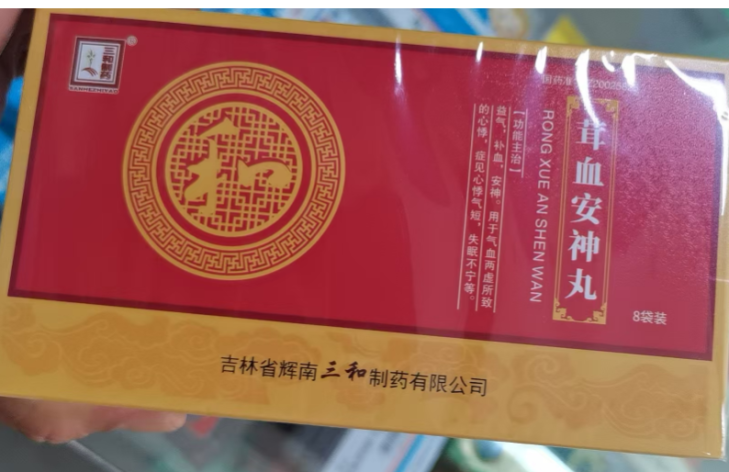 三和制药
SANHEZHIYAO
和
国药准
茸血安神丸
RONG XUE AN SHEN WAN
【功能主治】
益气，补血，安神。用于气血两虚所致
的心悸，症见心悸气短，失眠不宁等。
8袋装
吉林省辉南三和制药有限公司